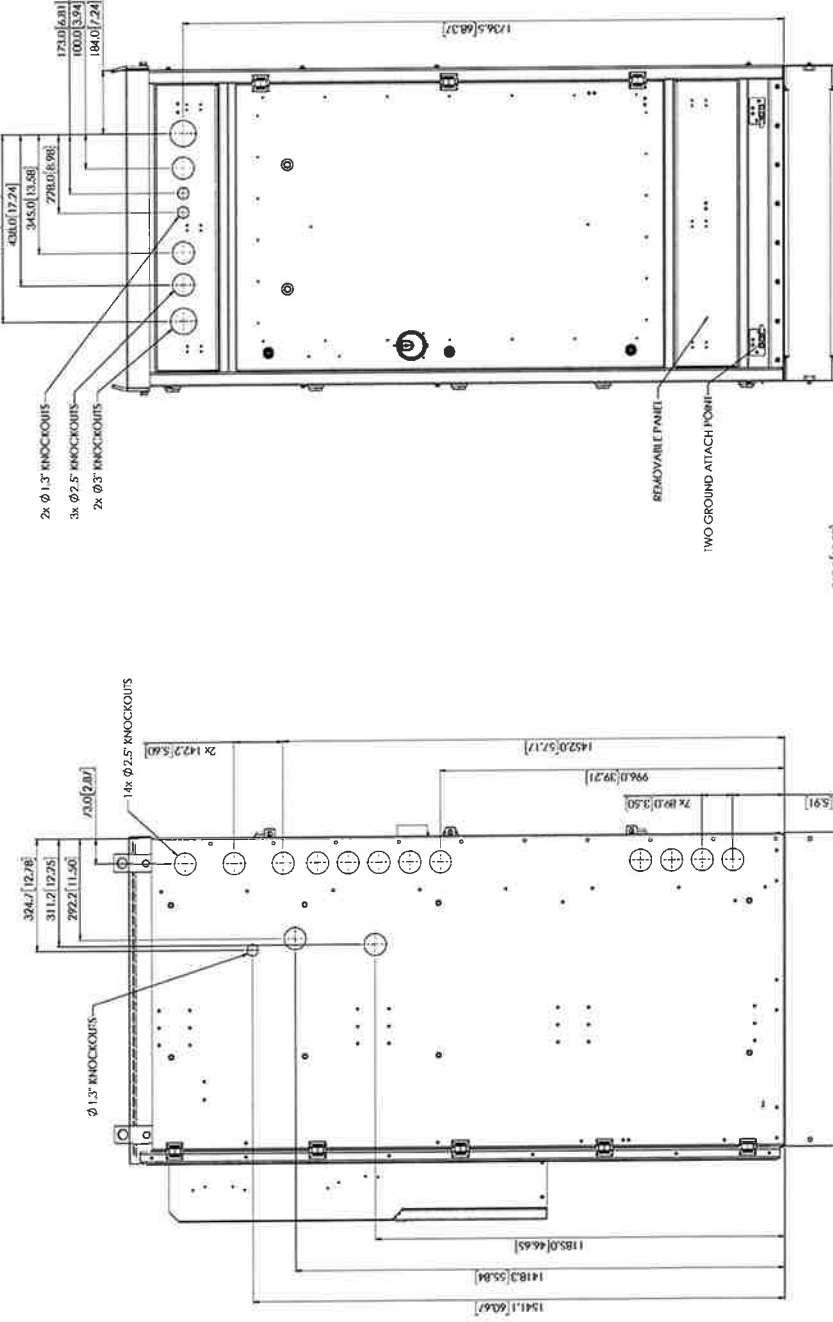 173.0[6.81]
100.0[3.94]
184.0[7.24]
438.0[17.24]
345.0[13.58]
228.0[8.98]
1736.5[68.37]
2x Ø1.3" KNOCKOUTS
3x Ø2.5" KNOCKOUTS
2x Ø3" KNOCKOUTS
REMOVABLE PANEL
TWO GROUND ATTACH POINT
14x Ø2.5" KNOCKOUTS
73.0[2.87]
324.7[12.78]
311.2[12.25]
292.2[11.50]
Ø1.3" KNOCKOUTS
2x 142.2[5.60]
1452.0[57.17]
996.0[39.21]
7x 89.0[3.50]
[5.91]
1185.0[46.65]
1418.3[55.84]
1541.1[60.67]